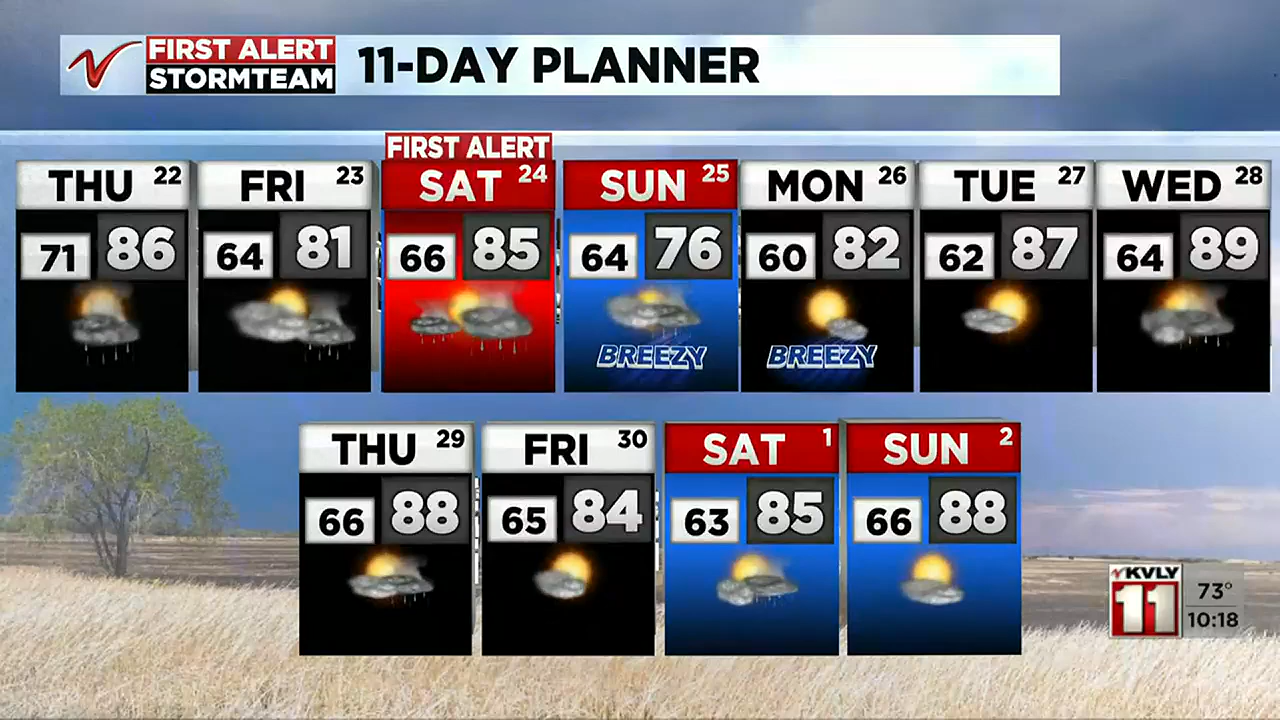 FIRST ALERT
STORMTEAM
11-DAY PLANNER
FIRST ALERT
THU 22
FRI 23
SAT 24
SUN 25
MON 26
TUE 27
WED 28
71 86
64 81
66 85
64 76
60 82
62 87
64 89
BREEZY
BREEZY
THU 29
FRI 30
SAT 1
SUN 2
66 88
65 84
63 85
66 88
KVLY
11
73°
10:18